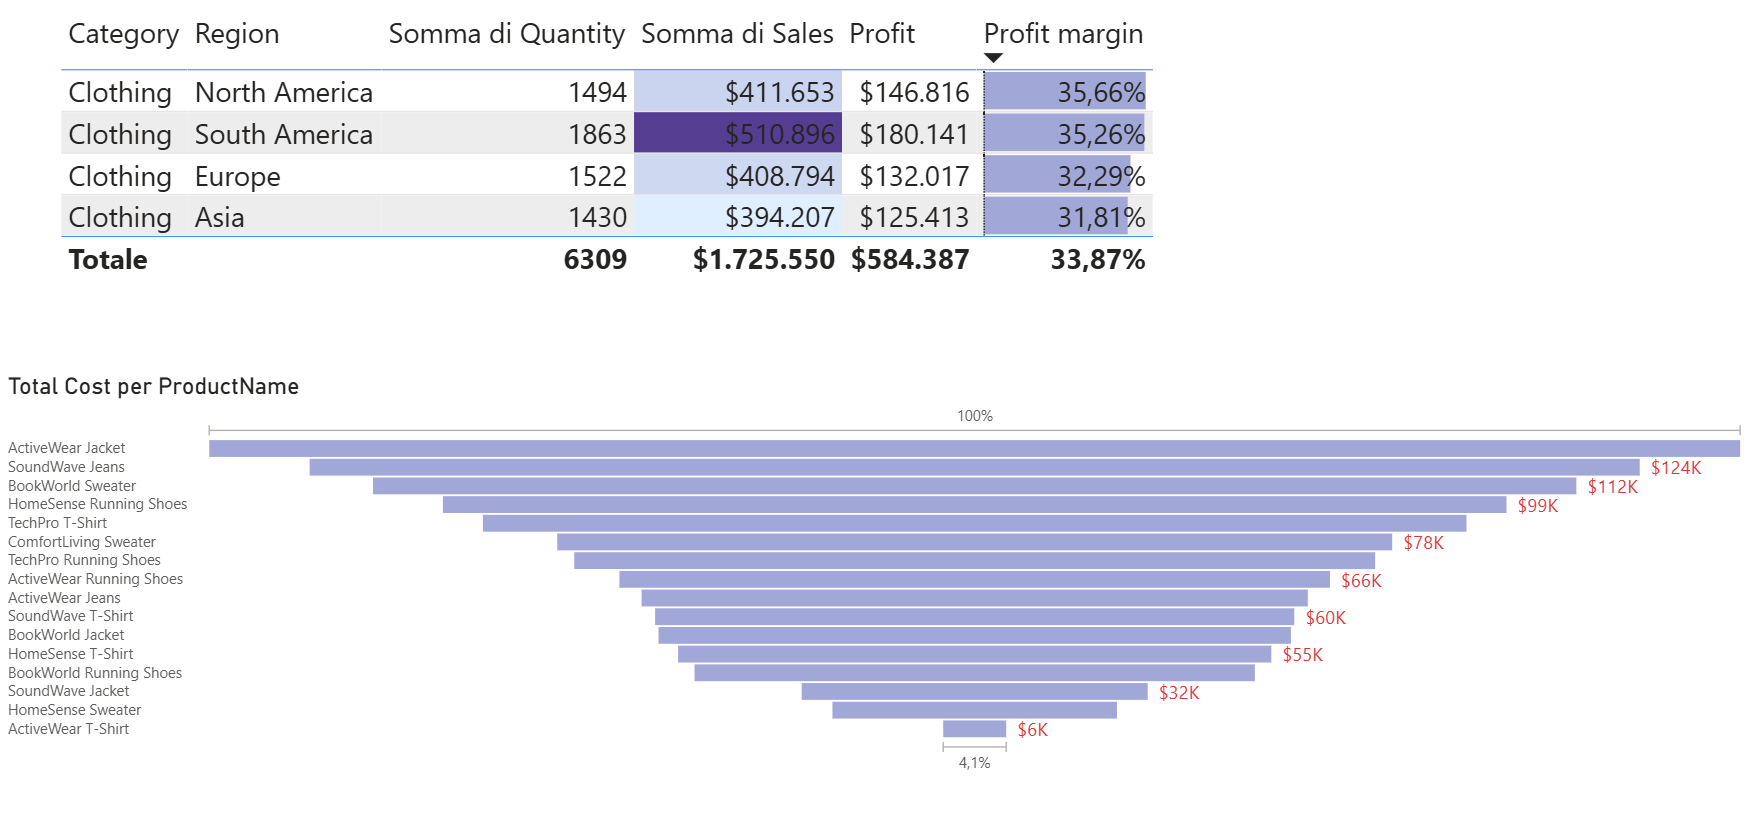 Category Region Somma di Quantity Somma di Sales Profit Profit margin
Clothing North America 1494 $411.653 $146.816 35,66%
Clothing South America 1863 $510.896 $180.141 35,26%
Clothing Europe 1522 $408.794 $132.017 32,29%
Clothing Asia 1430 $394.207 $125.413 31,81%
Totale 6309 $1.725.550 $584.387 33,87%
Total Cost per ProductName
100%
ActiveWear Jacket
SoundWave Jeans $124K
BookWorld Sweater $112K
HomeSense Running Shoes $99K
TechPro T-Shirt
ComfortLiving Sweater $78K
TechPro Running Shoes
ActiveWear Running Shoes $66K
ActiveWear Jeans
SoundWave T-Shirt $60K
BookWorld Jacket
HomeSense T-Shirt $55K
BookWorld Running Shoes
SoundWave Jacket $32K
HomeSense Sweater
ActiveWear T-Shirt $6K
4,1%